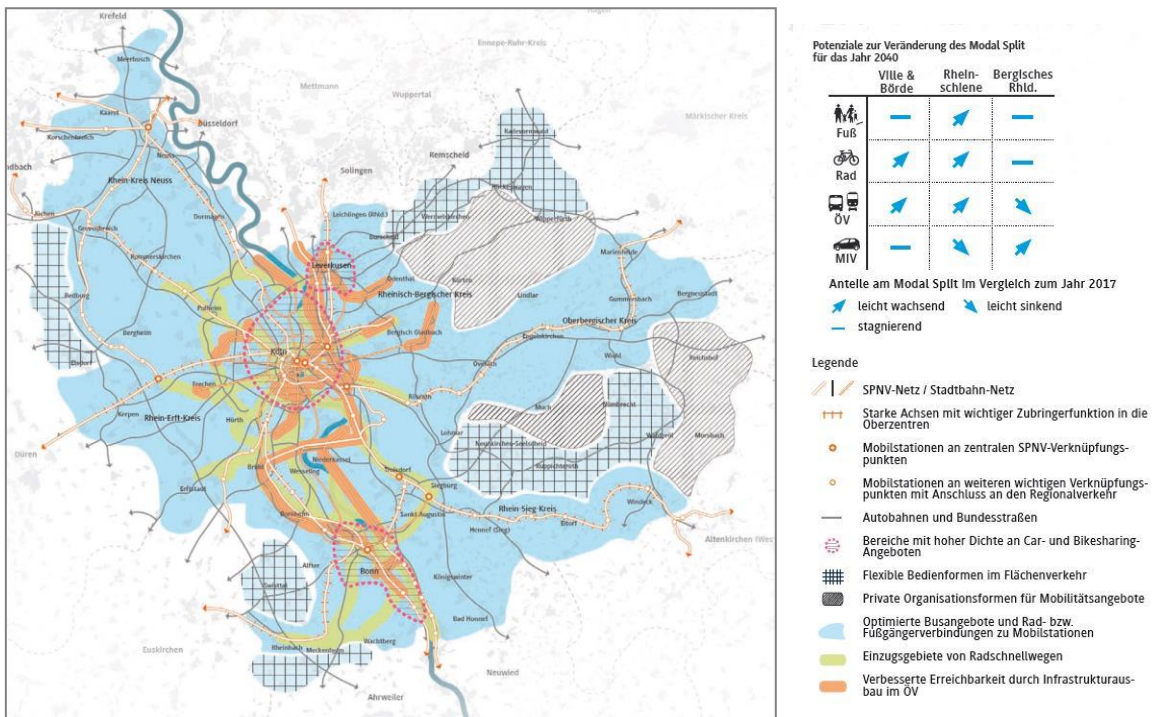 Krefeld
Hagen
Ennepe-Ruhr-Kreis
Meerbusch
Mettmann
Wuppertal
Märkischer Kreis
Kaarst
Düsseldorf
Korschenbroich
Neuss
Radevormwald
Remscheid
Solingen
Rhein-Kreis Neuss
Hückeswagen
Jüchen
Dormagen
Leichlingen (Rhld.)
Wermelskirchen
Wipperfürth
Grevenbroich
Burscheid
Marienheide
Rommerskirchen
Leverkusen
Odenthal
Kürten
Bedburg
Rheinisch-Bergischer Kreis
Lindlar
Gummersbach
Bergneustadt
Pulheim
Bergheim
Oberbergischer Kreis
Bergisch Gladbach
Engelskirchen
Köln
Wiehl
Reichshof
Elsdorf
Overath
Frechen
Rösrath
Kerpen
Rhein-Erft-Kreis
Hürth
Much
Nümbrecht
Lohmar
Waldbröl
Morsbach
Neunkirchen-Seelscheid
Düren
Brühl
Wesseling
Niederkassel
Ruppichteroth
Troisdorf
Siegburg
Erftstadt
Windeck
Bornheim
Sankt Augustin
Rhein-Sieg-Kreis
Hennef (Sieg)
Eitorf
Altenkirchen (Wes
Alfter
Bonn
Swisttal
Königswinter
Bad Honnef
Euskirchen
Rheinbach
Meckenheim
Wachtberg
Neuwied
Ahrweiler
Potenziale zur Veränderung des Modal Split
für das Jahr 2040
Ville &
Börde
Rhein-
schiene
Bergisches
Rhld.
Fuß
Rad
ÖV
MIV
Anteile am Modal Split im Vergleich zum Jahr 2017
leicht wachsend
leicht sinkend
stagnierend
Legende
SPNV-Netz / Stadtbahn-Netz
Starke Achsen mit wichtiger Zubringerfunktion in die
Oberzentren
Mobilstationen an zentralen SPNV-Verknüpfungs-
punkten
Mobilstationen an weiteren wichtigen Verknüpfungs-
punkten mit Anschluss an den Regionalverkehr
Autobahnen und Bundesstraßen
Bereiche mit hoher Dichte an Car- und Bikesharing-
Angeboten
Flexible Bedienformen im Flächenverkehr
Private Organisationsformen für Mobilitätsangebote
Optimierte Busangebote und Rad- bzw.
Fußgängerverbindungen zu Mobilstationen
Einzugsgebiete von Radschnellwegen
Verbesserte Erreichbarkeit durch Infrastrukturaus-
bau im ÖV